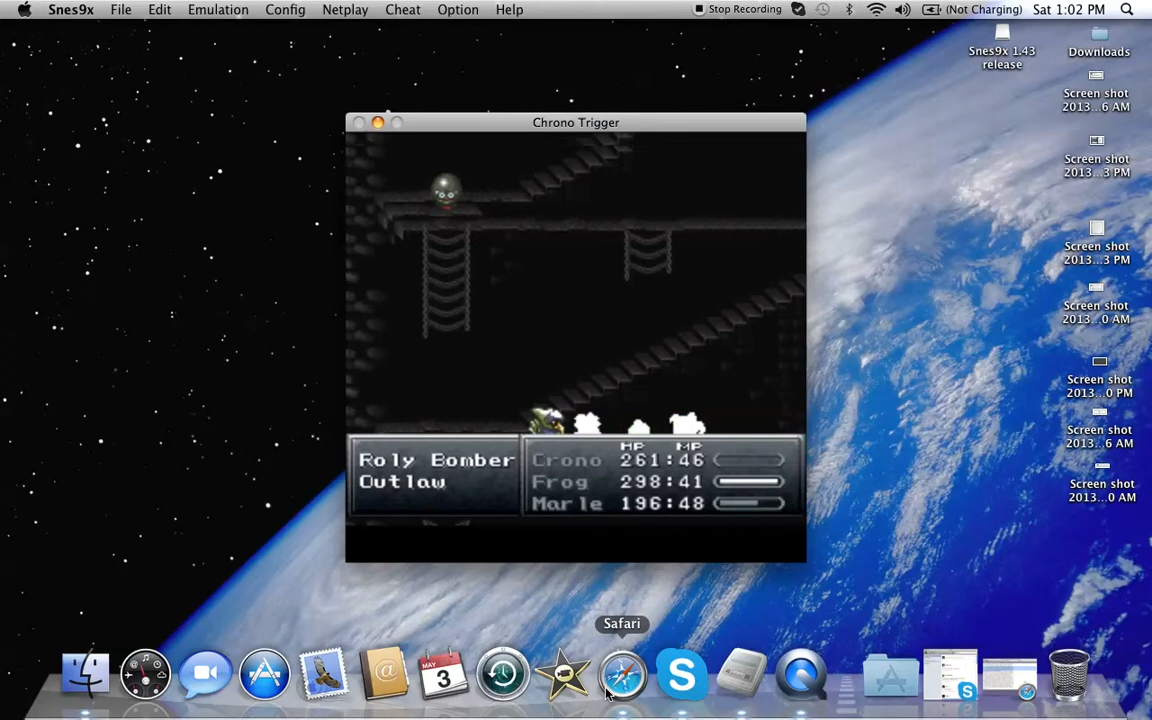 Snes9x File Edit Emulation Config Netplay Cheat Option Help Stop Recording (Not Charging) Sat 1:02 PM
Snes9x 1.43
release
Downloads
Screen shot
2013...6 AM
Screen shot
2013...3 PM
Screen shot
2013...3 PM
Screen shot
2013...0 AM
Screen shot
2013...0 PM
Screen shot
2013...6 AM
Screen shot
2013...0 AM
Chrono Trigger
HP MP
Roly Bomber Crono 261:46
Outlaw Frog 298:41
Marle 196:48
Safari
MAY
3